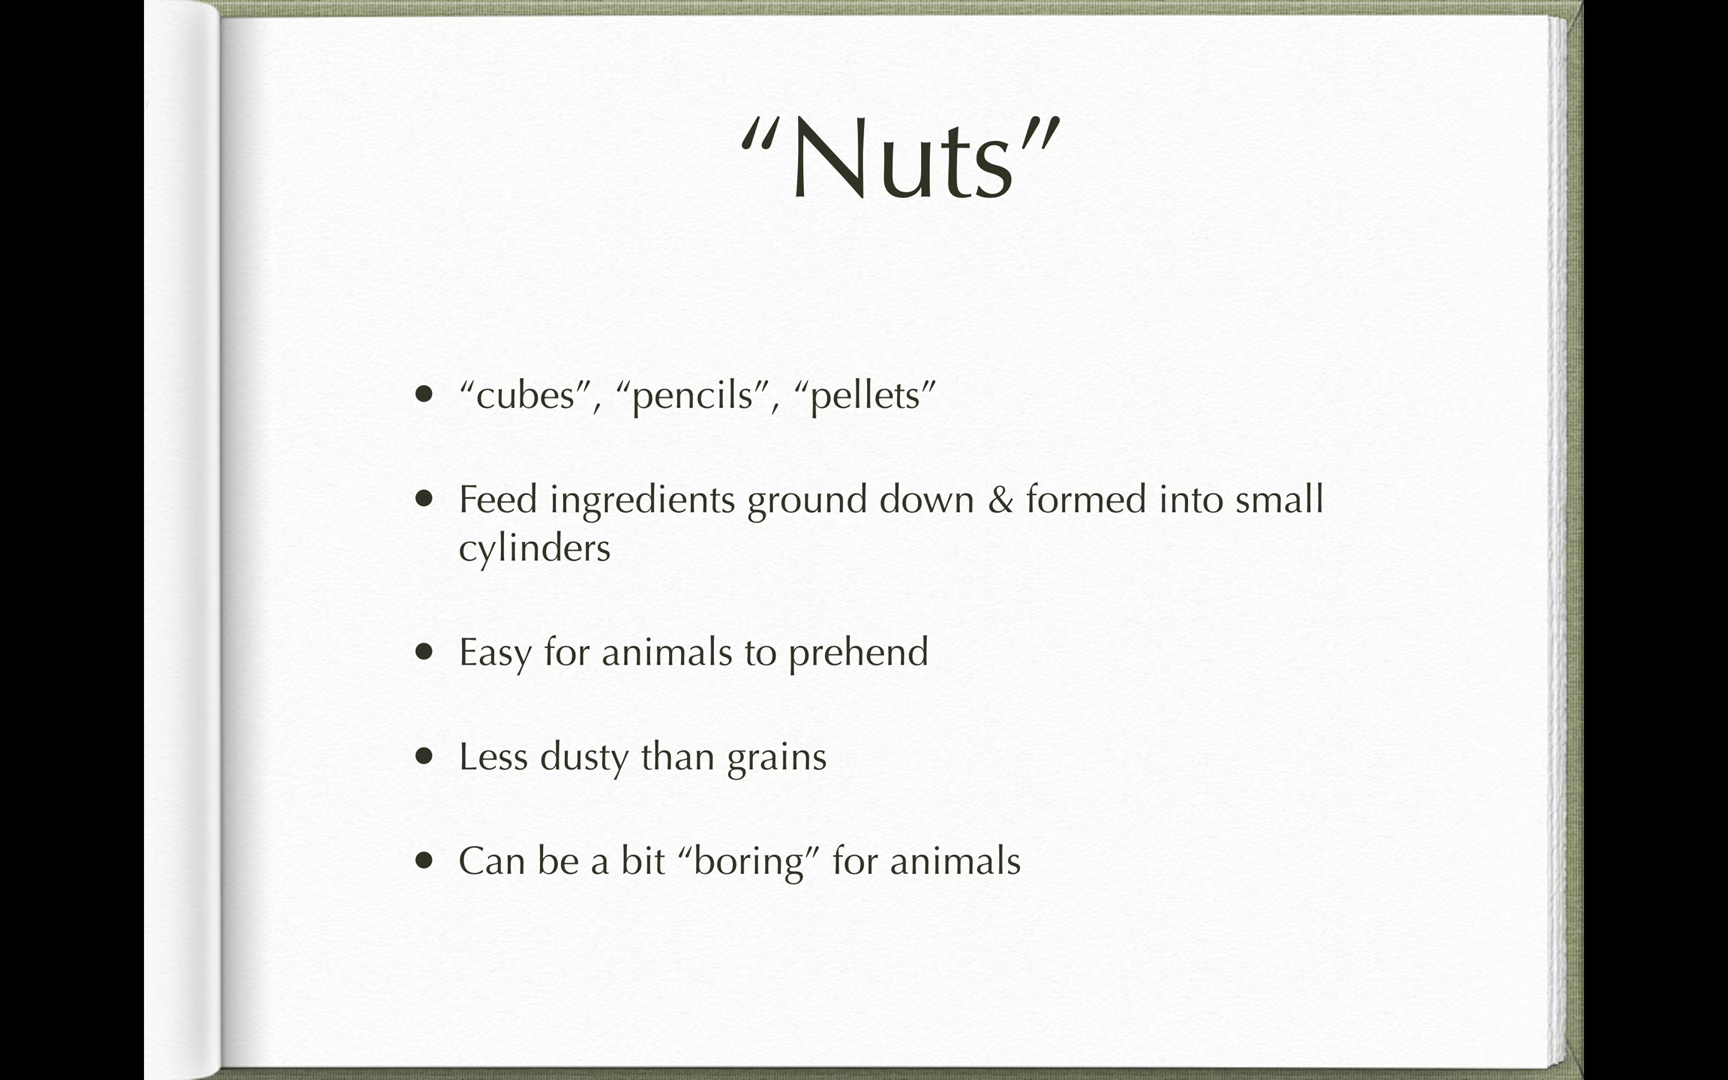 “Nuts”
• “cubes”, “pencils”, “pellets”
• Feed ingredients ground down & formed into small
cylinders
• Easy for animals to prehend
• Less dusty than grains
• Can be a bit “boring” for animals